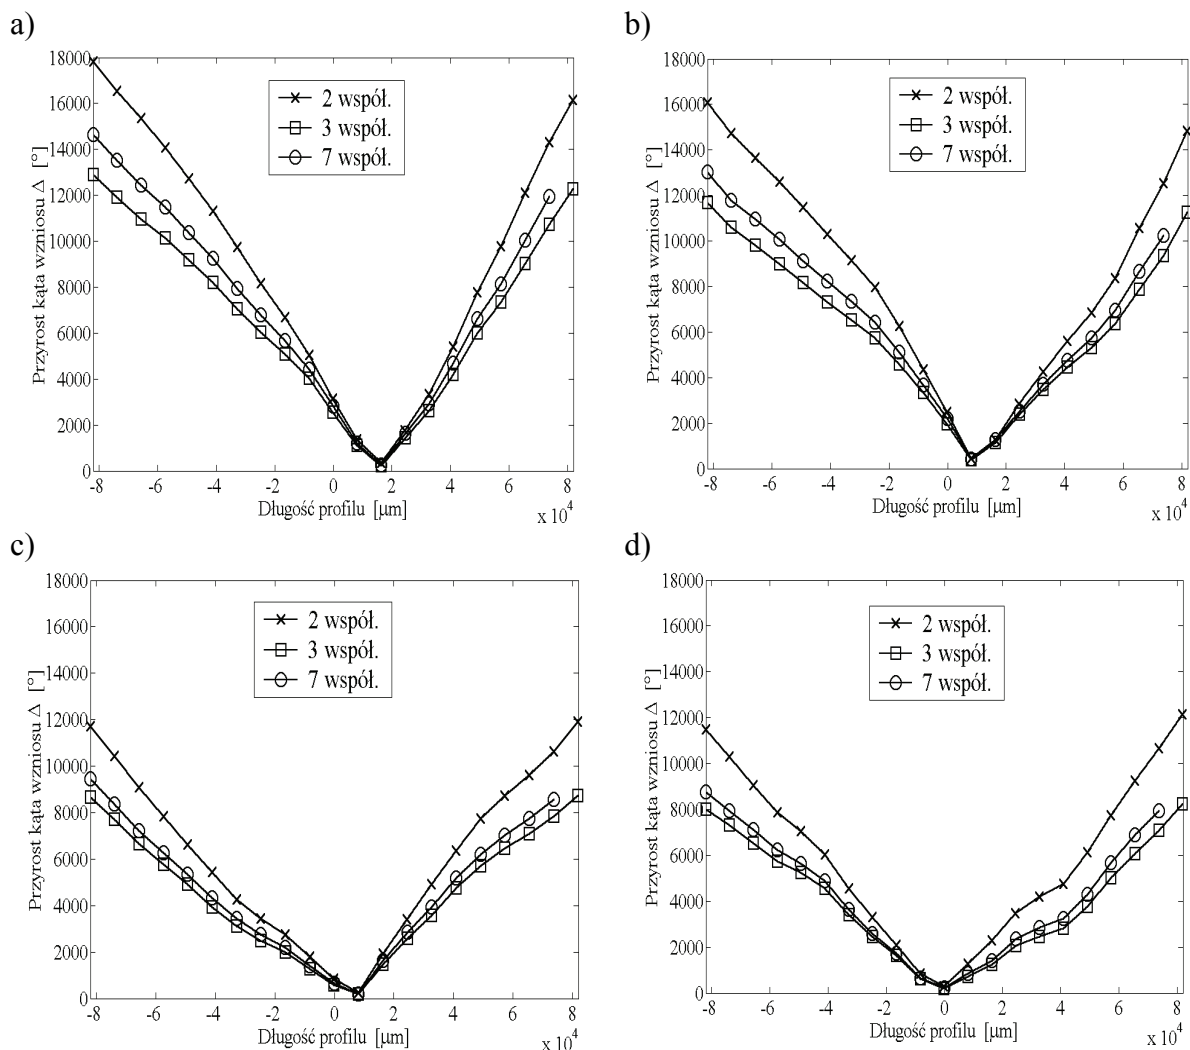 a)
18000
16000
14000
12000
10000
8000
6000
4000
2000
0
Przyrost kąta wzniosu Δ [°]
2 współ.
3 współ.
7 współ.
-8 -6 -4 -2 0 2 4 6 8
Długość profilu [μm]
x 10⁴
b)
18000
16000
14000
12000
10000
8000
6000
4000
2000
0
Przyrost kąta wzniosu Δ [°]
2 współ.
3 współ.
7 współ.
-8 -6 -4 -2 0 2 4 6 8
Długość profilu [μm]
x 10⁴
c)
18000
16000
14000
12000
10000
8000
6000
4000
2000
0
Przyrost kąta wzniosu Δ [°]
2 współ.
3 współ.
7 współ.
-8 -6 -4 -2 0 2 4 6 8
Długość profilu [μm]
x 10⁴
d)
18000
16000
14000
12000
10000
8000
6000
4000
2000
0
Przyrost kąta wzniosu Δ [°]
2 współ.
3 współ.
7 współ.
-8 -6 -4 -2 0 2 4 6 8
Długość profilu [μm]
x 10⁴